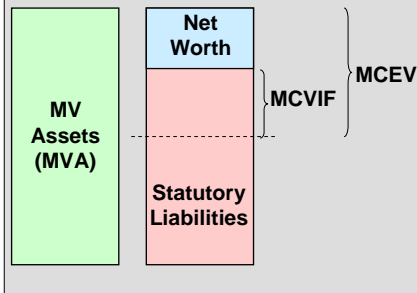 MV
Assets
(MVA)
Net
Worth
Statutory
Liabilities
MCVIF
MCEV